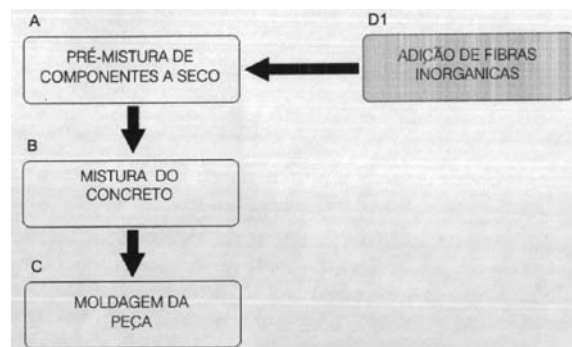 A
PRÉ-MISTURA DE
COMPONENTES A SECO
D1
ADIÇÃO DE FIBRAS
INORGANICAS
B
MISTURA DO
CONCRETO
C
MOLDAGEM DA
PEÇA